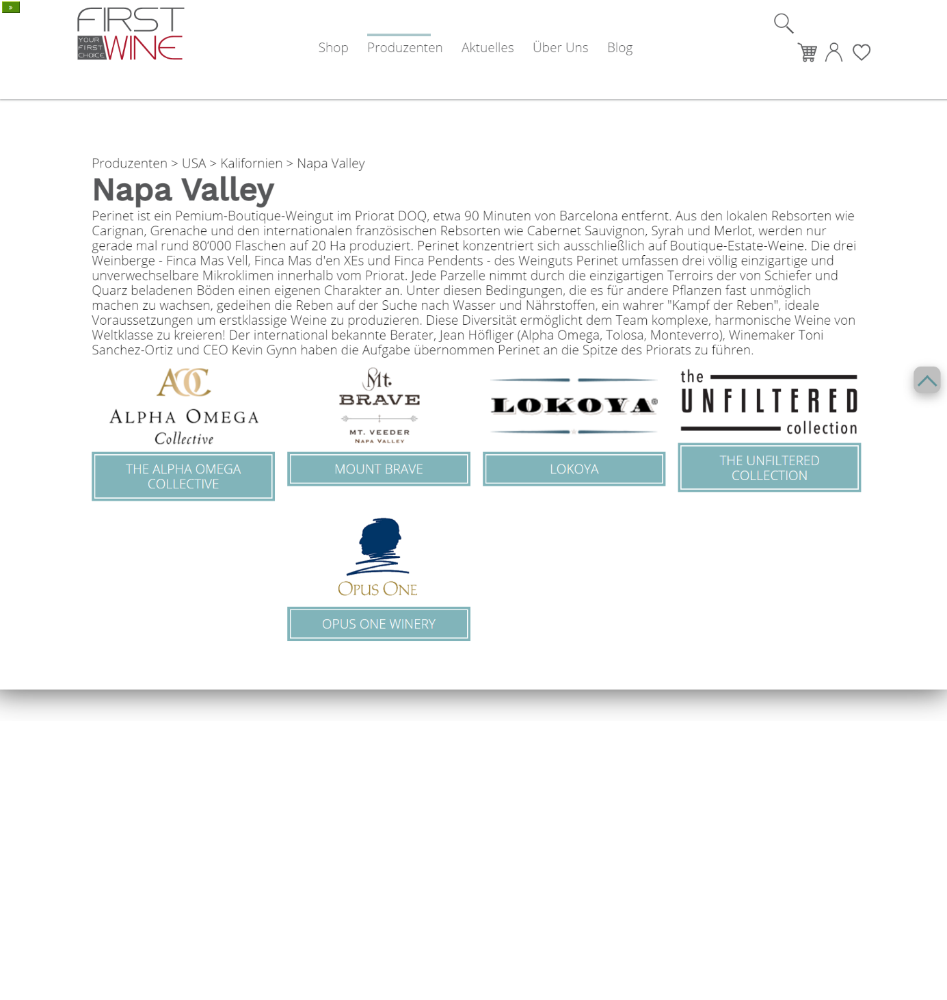 »
FIRST
YOUR
FIRST
CHOICE
WINE
Shop Produzenten Aktuelles Über Uns Blog
Produzenten > USA > Kalifornien > Napa Valley
Napa Valley
Perinet ist ein Pemium-Boutique-Weingut im Priorat DOQ, etwa 90 Minuten von Barcelona entfernt. Aus den lokalen Rebsorten wie
Carignan, Grenache und den internationalen französischen Rebsorten wie Cabernet Sauvignon, Syrah und Merlot, werden nur
gerade mal rund 80‘000 Flaschen auf 20 Ha produziert. Perinet konzentriert sich ausschließlich auf Boutique-Estate-Weine. Die drei
Weinberge - Finca Mas Vell, Finca Mas d'en XEs und Finca Pendents - des Weinguts Perinet umfassen drei völlig einzigartige und
unverwechselbare Mikroklimen innerhalb vom Priorat. Jede Parzelle nimmt durch die einzigartigen Terroirs der von Schiefer und
Quarz beladenen Böden einen eigenen Charakter an. Unter diesen Bedingungen, die es für andere Pflanzen fast unmöglich
machen zu wachsen, gedeihen die Reben auf der Suche nach Wasser und Nährstoffen, ein wahrer "Kampf der Reben", ideale
Voraussetzungen um erstklassige Weine zu produzieren. Diese Diversität ermöglicht dem Team komplexe, harmonische Weine von
Weltklasse zu kreieren! Der international bekannte Berater, Jean Höfliger (Alpha Omega, Tolosa, Monteverro), Winemaker Toni
Sanchez-Ortiz und CEO Kevin Gynn haben die Aufgabe übernommen Perinet an die Spitze des Priorats zu führen.
AOC
ALPHA OMEGA
Collective
THE ALPHA OMEGA
COLLECTIVE
Mt.
BRAVE
MT. VEEDER
NAPA VALLEY
MOUNT BRAVE
LOKOYA®
LOKOYA
the
UNFILTERED
collection
THE UNFILTERED
COLLECTION
OPUS ONE
OPUS ONE WINERY